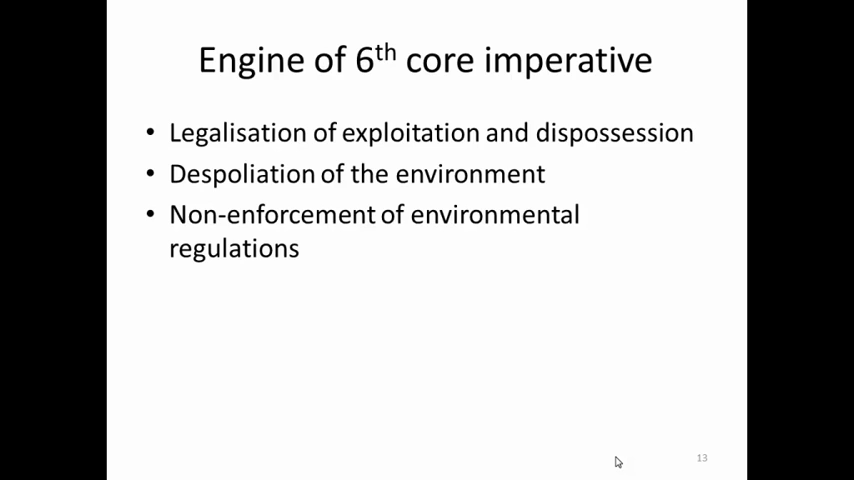 Engine of 6th core imperative
• Legalisation of exploitation and dispossession
• Despoliation of the environment
• Non-enforcement of environmental
regulations
13